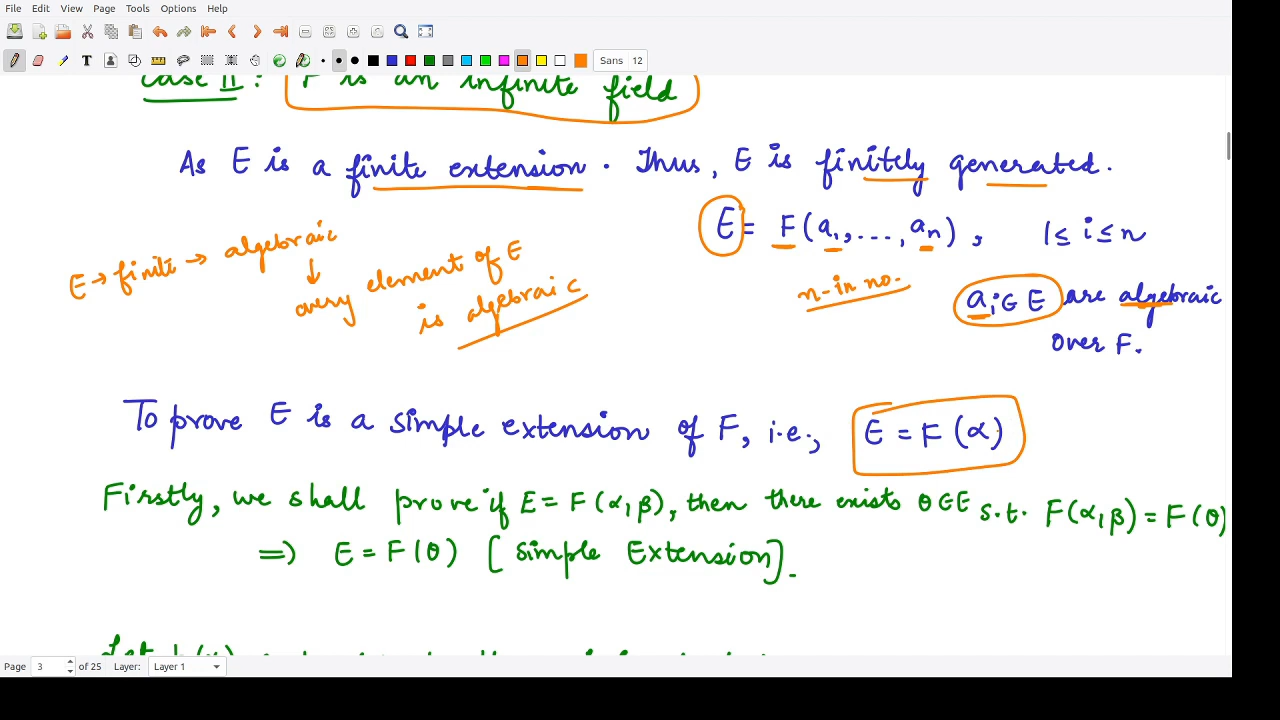 File Edit View Page Tools Options Help
Sans 12
Case II : F is an infinite field
As E is a finite extension. Thus, E is finitely generated.
E = F(a₁,...,aₙ), 1 ≤ i ≤ n
E → finite → algebraic
↓
every element of E
is algebraic
n-in no.
aᵢ ∈ E are algebraic
over F.
To prove E is a simple extension of F, i.e., E = F(α)
Firstly, we shall prove if E = F(α,β), then there exists θ∈E s.t. F(α,β) = F(θ)
⇒ E = F(θ) [Simple Extension].
Let
Page 3 of 25 Layer: Layer 1